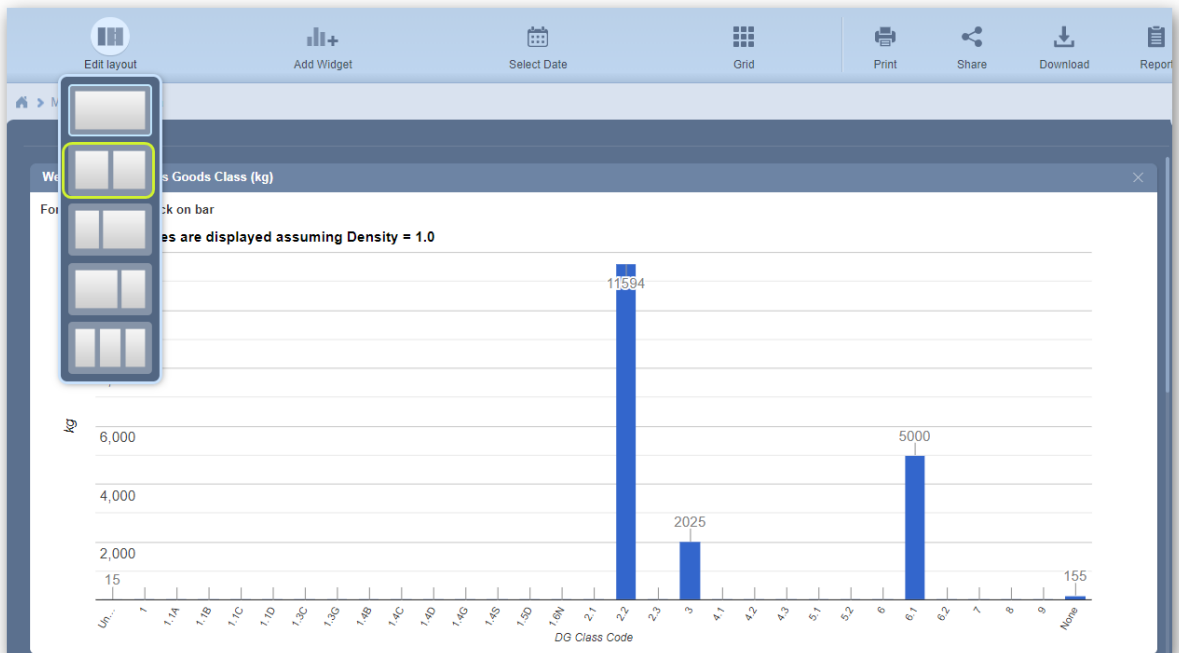 Edit layout
Add Widget
Select Date
Grid
Print
Share
Download
Report
s Goods Class (kg)
on bar
are displayed assuming Density = 1.0
11594
kg
6,000
5000
4,000
2025
2,000
15
155
Un... 1 1.1A 1.1B 1.1C 1.1D 1.3C 1.3G 1.4B 1.4C 1.4D 1.4G 1.4S 1.5D 1.6N 2.1 2.2 2.3 3 4.1 4.2 4.3 5.1 5.2 6 6.1 6.2 7 8 9 None
DG Class Code